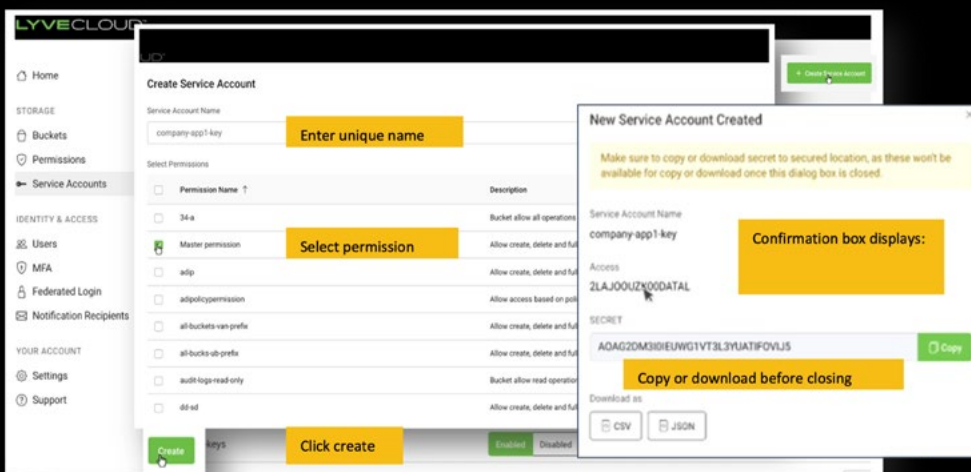 LYVECLOUD
UD
Home
STORAGE
Buckets
Permissions
Service Accounts
IDENTITY & ACCESS
Users
MFA
Federated Login
Notification Recipients
YOUR ACCOUNT
Settings
Support
Create Service Account
Service Account Name
company-app1-key
Enter unique name
Select Permissions
Permission Name ↑
Description
34-a
Bucket allow all operations
Master permission
Select permission
Allow create, delete and full
adip
Allow create, delete and full
adipolicypermission
Allow access based on poli
all-buckets-van-prefix
Allow create, delete and full
all-bucks-ub-prefix
Allow create, delete and full
audit-logs-read-only
Bucket allow read operation
dd-sd
Allow create, delete and full
Create
keys
Click create
Enabled
Disabled
+ Create Service Account
New Service Account Created
×
Make sure to copy or download secret to secured location, as these won't be
available for copy or download once this dialog box is closed.
Service Account Name
company-app1-key
Confirmation box displays:
Access
SECRET
Copy
Copy or download before closing
Download as
CSV
JSON